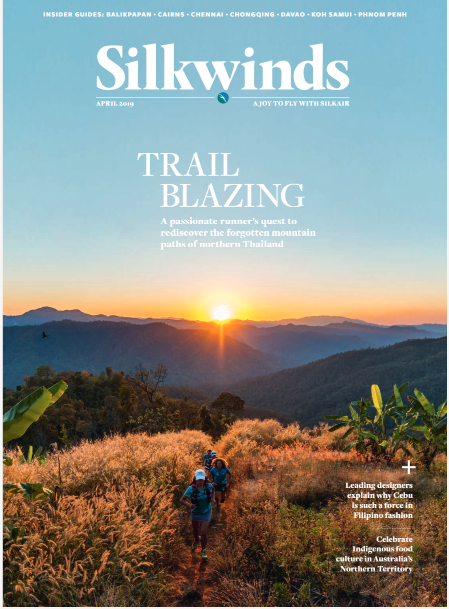 INSIDER GUIDES: BALIKPAPAN • CAIRNS • CHENNAI • CHONGQING • DAVAO • KOH SAMUI • PHNOM PENH
Silkwinds
APRIL 2019
A JOY TO FLY WITH SILKAIR
TRAIL
BLAZING
A passionate runner's quest to
rediscover the forgotten mountain
paths of northern Thailand
+
Leading designers
explain why Cebu
is such a force in
Filipino fashion
Celebrate
Indigenous food
culture in Australia's
Northern Territory